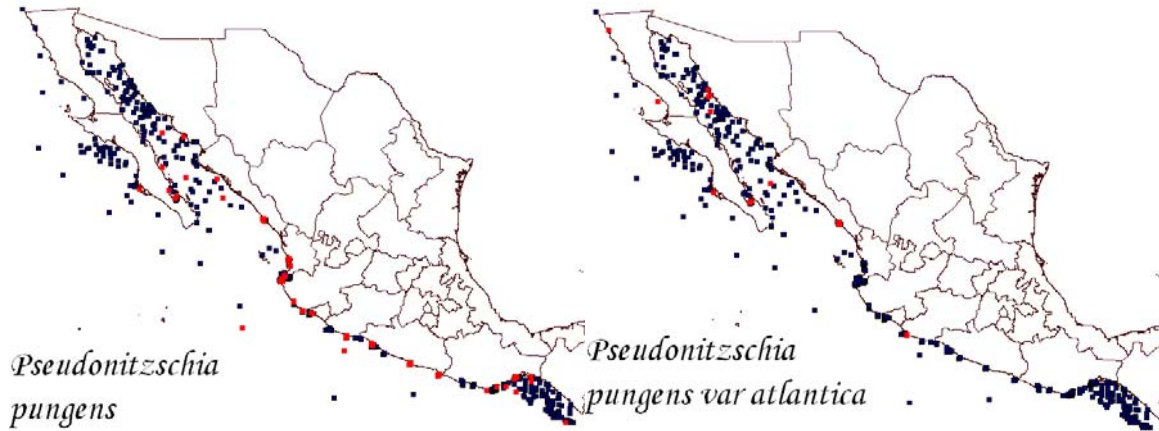 Pseudonitzschia
pungens
Pseudonitzschia
pungens var atlantica